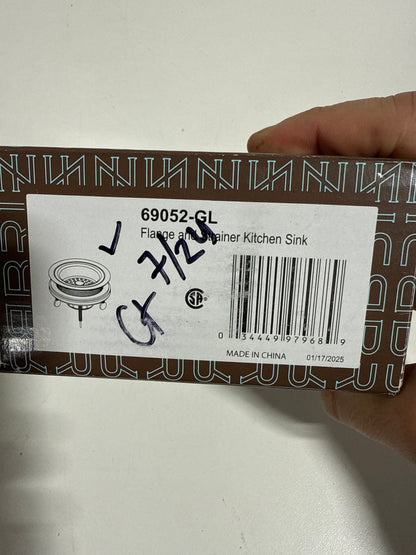 69052-GL
Flange and Strainer Kitchen Sink
7/24
SA
0 34449 97968 9
MADE IN CHINA 01/17/2025